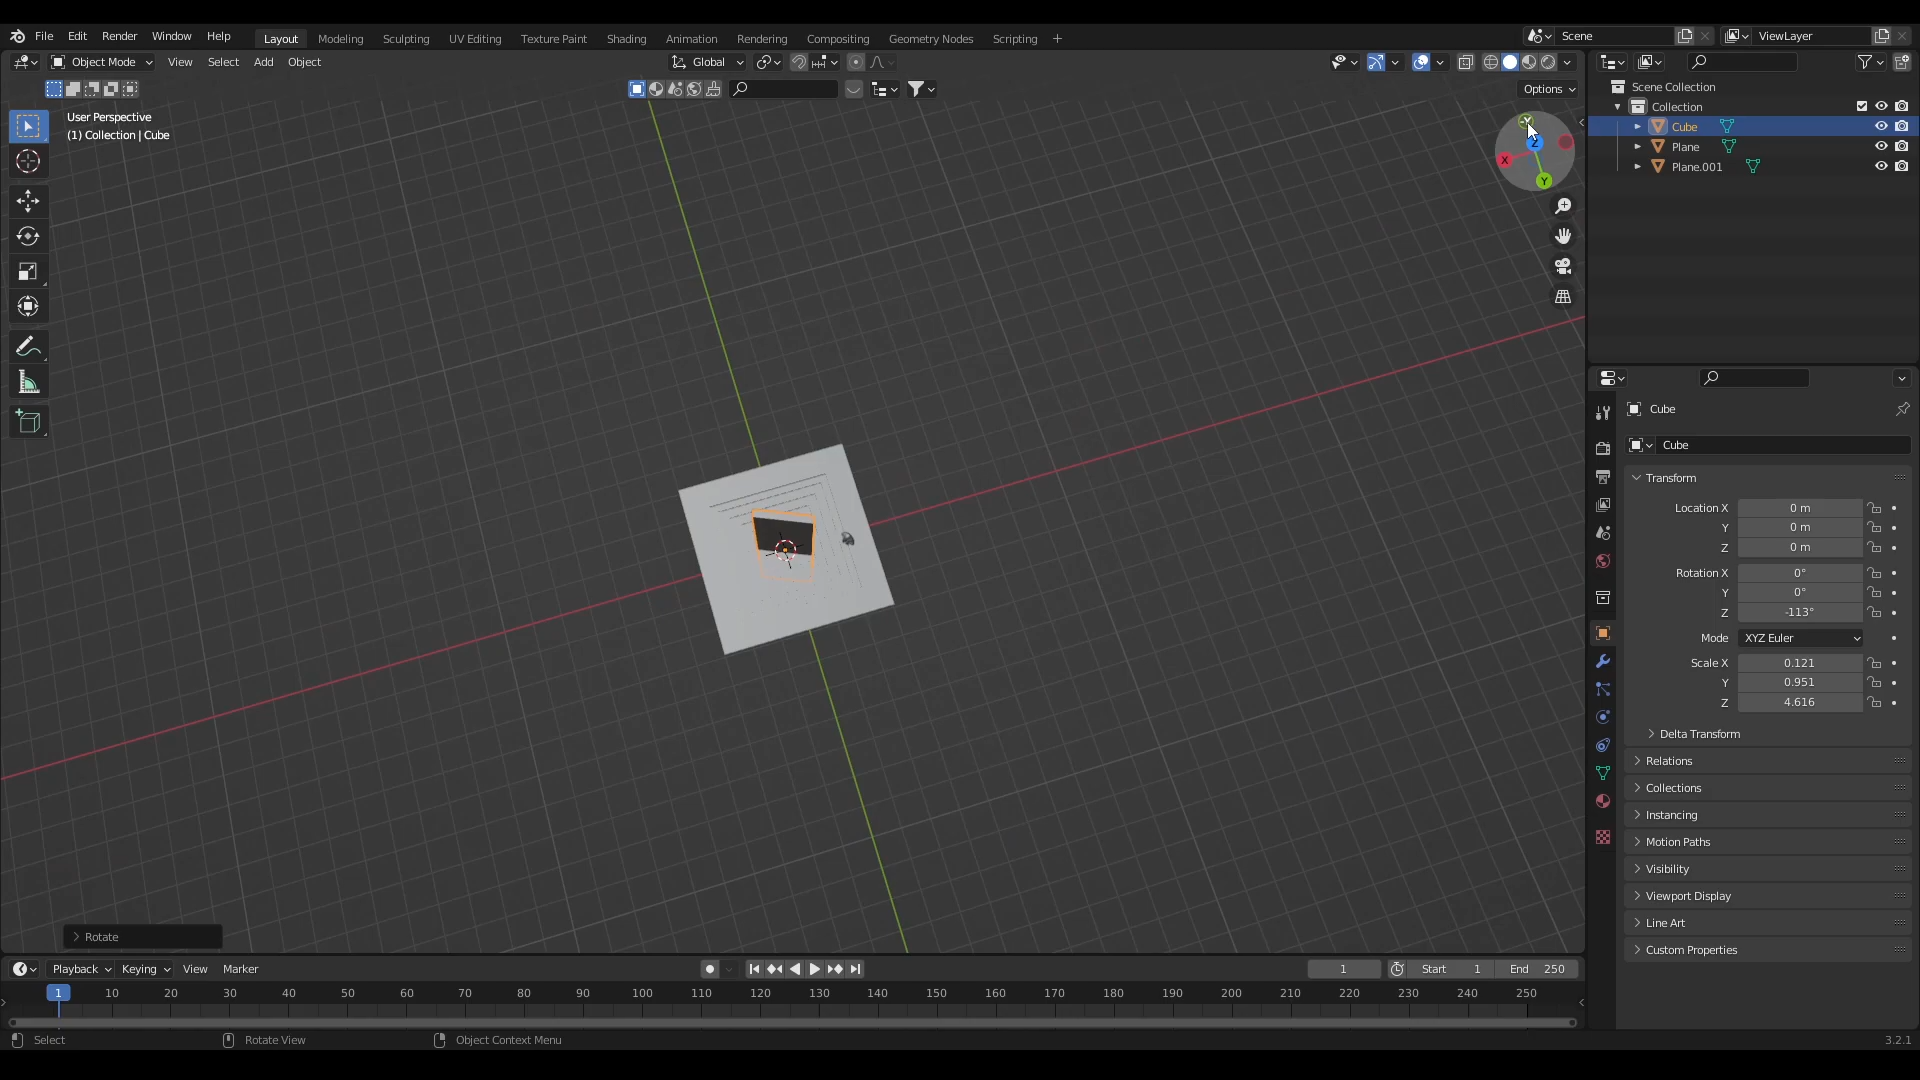 File Edit Render Window Help Layout Modeling Sculpting UV Editing Texture Paint Shading Animation Rendering Compositing Geometry Nodes Scripting Scene ViewLayer
Object Mode View Select Add Object Global
Options
User Perspective
(1) Collection | Cube
Y
Z
X
Y
Scene Collection
Collection
Cube
Plane
Plane.001
Cube
Cube
Transform
Location X 0 m
Y 0 m
Z 0 m
Rotation X 0°
Y 0°
Z -113°
Mode XYZ Euler
Scale X 0.121
Y 0.951
Z 4.616
Delta Transform
Relations
Collections
Instancing
Motion Paths
Visibility
Viewport Display
Line Art
Custom Properties
Rotate
Playback Keying View Marker 1 Start 1 End 250
1 10 20 30 40 50 60 70 80 90 100 110 120 130 140 150 160 170 180 190 200 210 220 230 240 250
Select Rotate View Object Context Menu 3.2.1